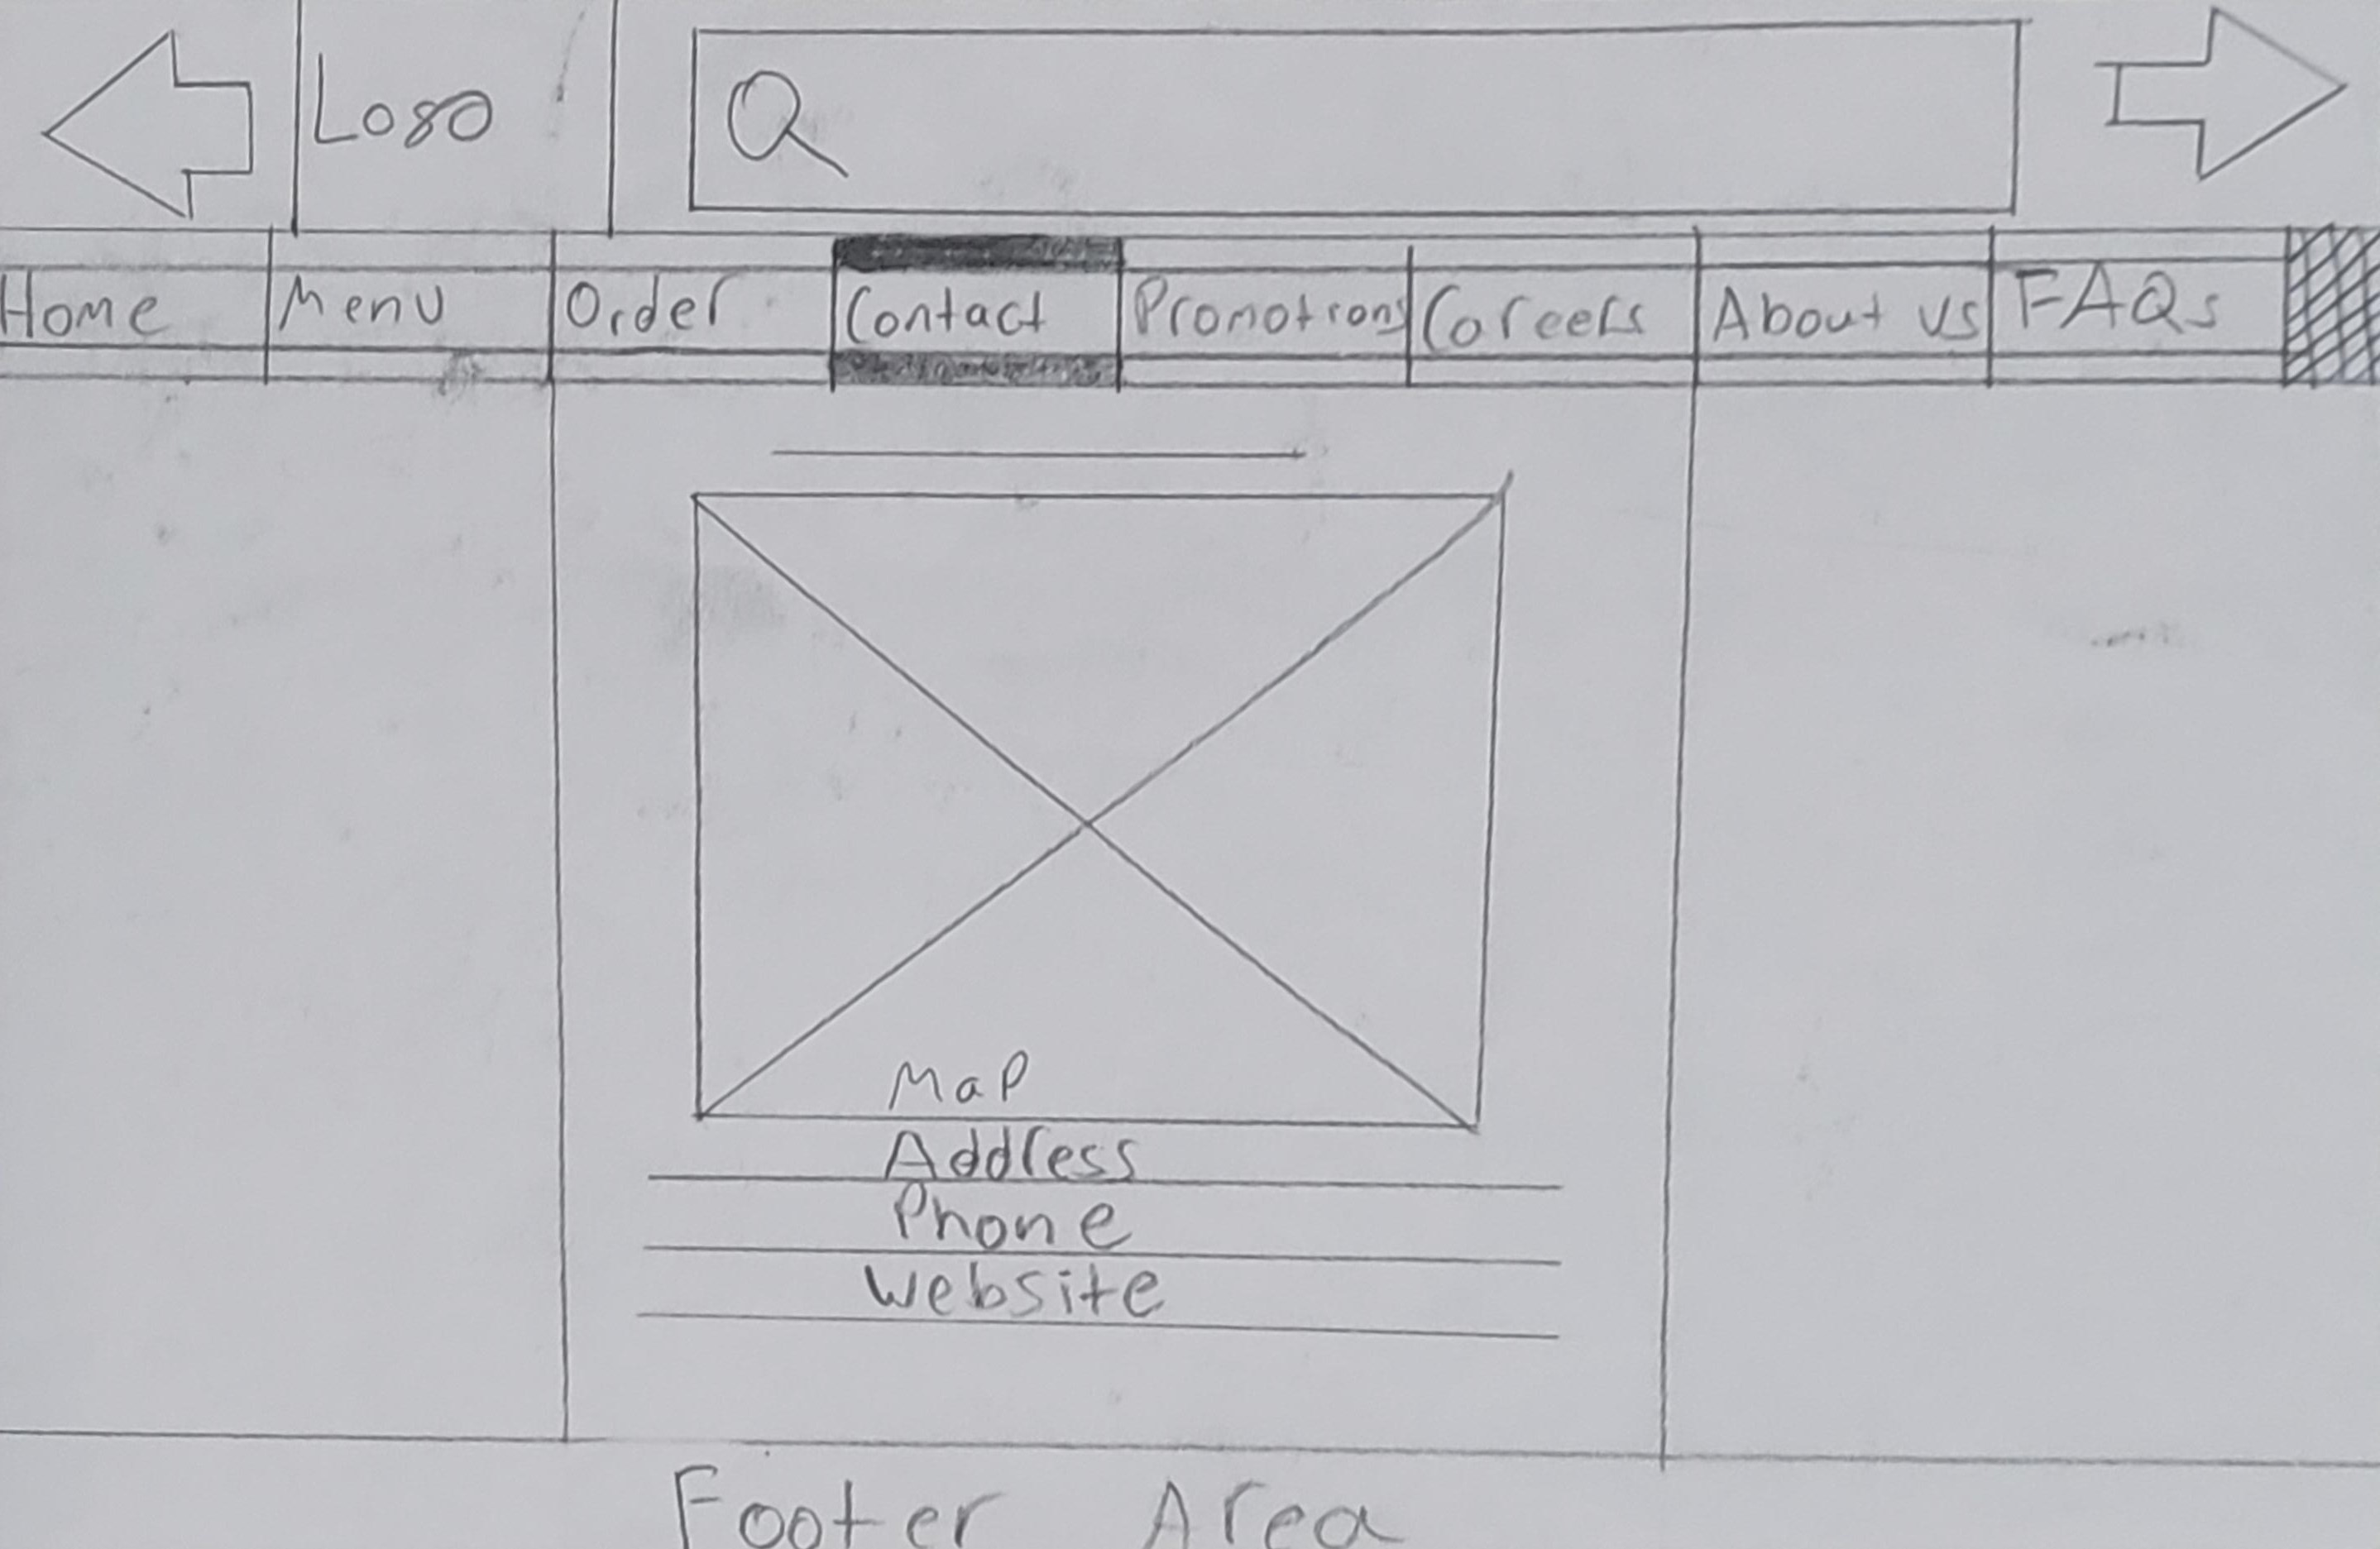 Logo
Home Menu Order Contact Promotions Careers About us FAQs
Map
Address
Phone
Website
Footer Area